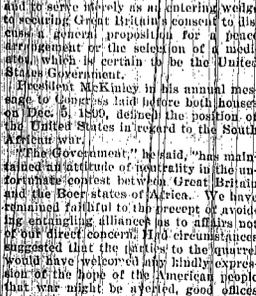 and to serve merely as an entering wedge
to securing Great Britain's consent to dis-
cuss a general proposition for a peace
arrangement or the selection of a medi-
ator, which is certain to be the United
States Government.
President McKinley in his annual mes-
sage to Congress laid before both houses
on Dec. 5, 1899, defined the position of
the United States in regard to the South
African war.
"The Government," he said, "has main-
tained an attitude of neutrality in the un-
fortunate contest between Great Britain
and the Boer states of Africa. We have
remained faithful to the precept of avoid-
ing entangling alliances as to affairs not
of our direct concern. Had circumstances
suggested that the parties to the quarrel
would have welcomed any kindly expres-
sion of the hope of the American people
that war might be averted, good offices